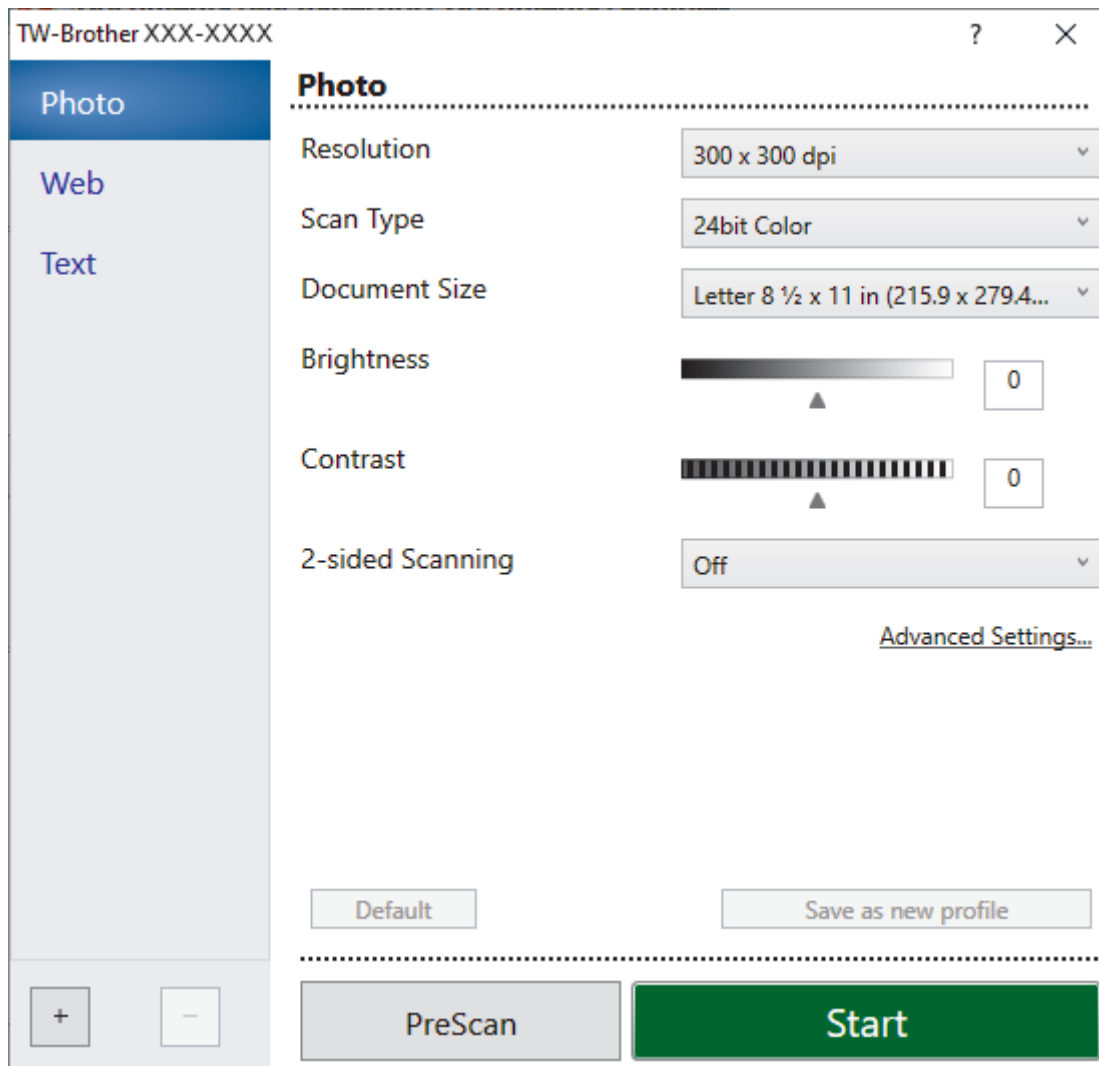 TW-Brother XXX-XXXX ?
Photo
Web
Text
Photo
Resolution 300 x 300 dpi
Scan Type 24bit Color
Document Size Letter 8 ½ x 11 in (215.9 x 279.4...
Brightness 0
Contrast 0
2-sided Scanning Off
Advanced Settings...
Default Save as new profile
+ − PreScan Start